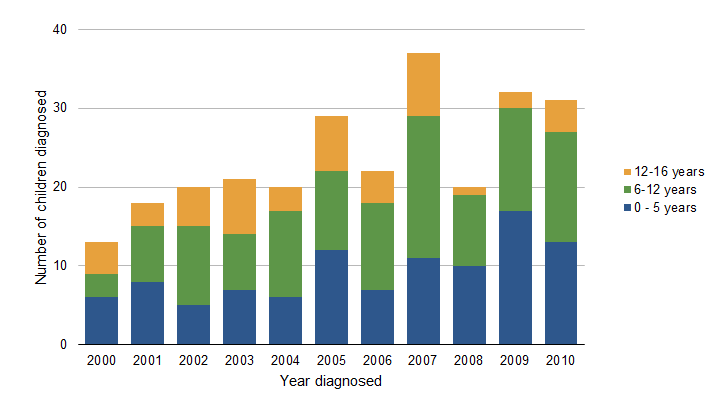 40
30
20
10
0
Number of children diagnosed
2000 2001 2002 2003 2004 2005 2006 2007 2008 2009 2010
Year diagnosed
12-16 years
6-12 years
0 - 5 years